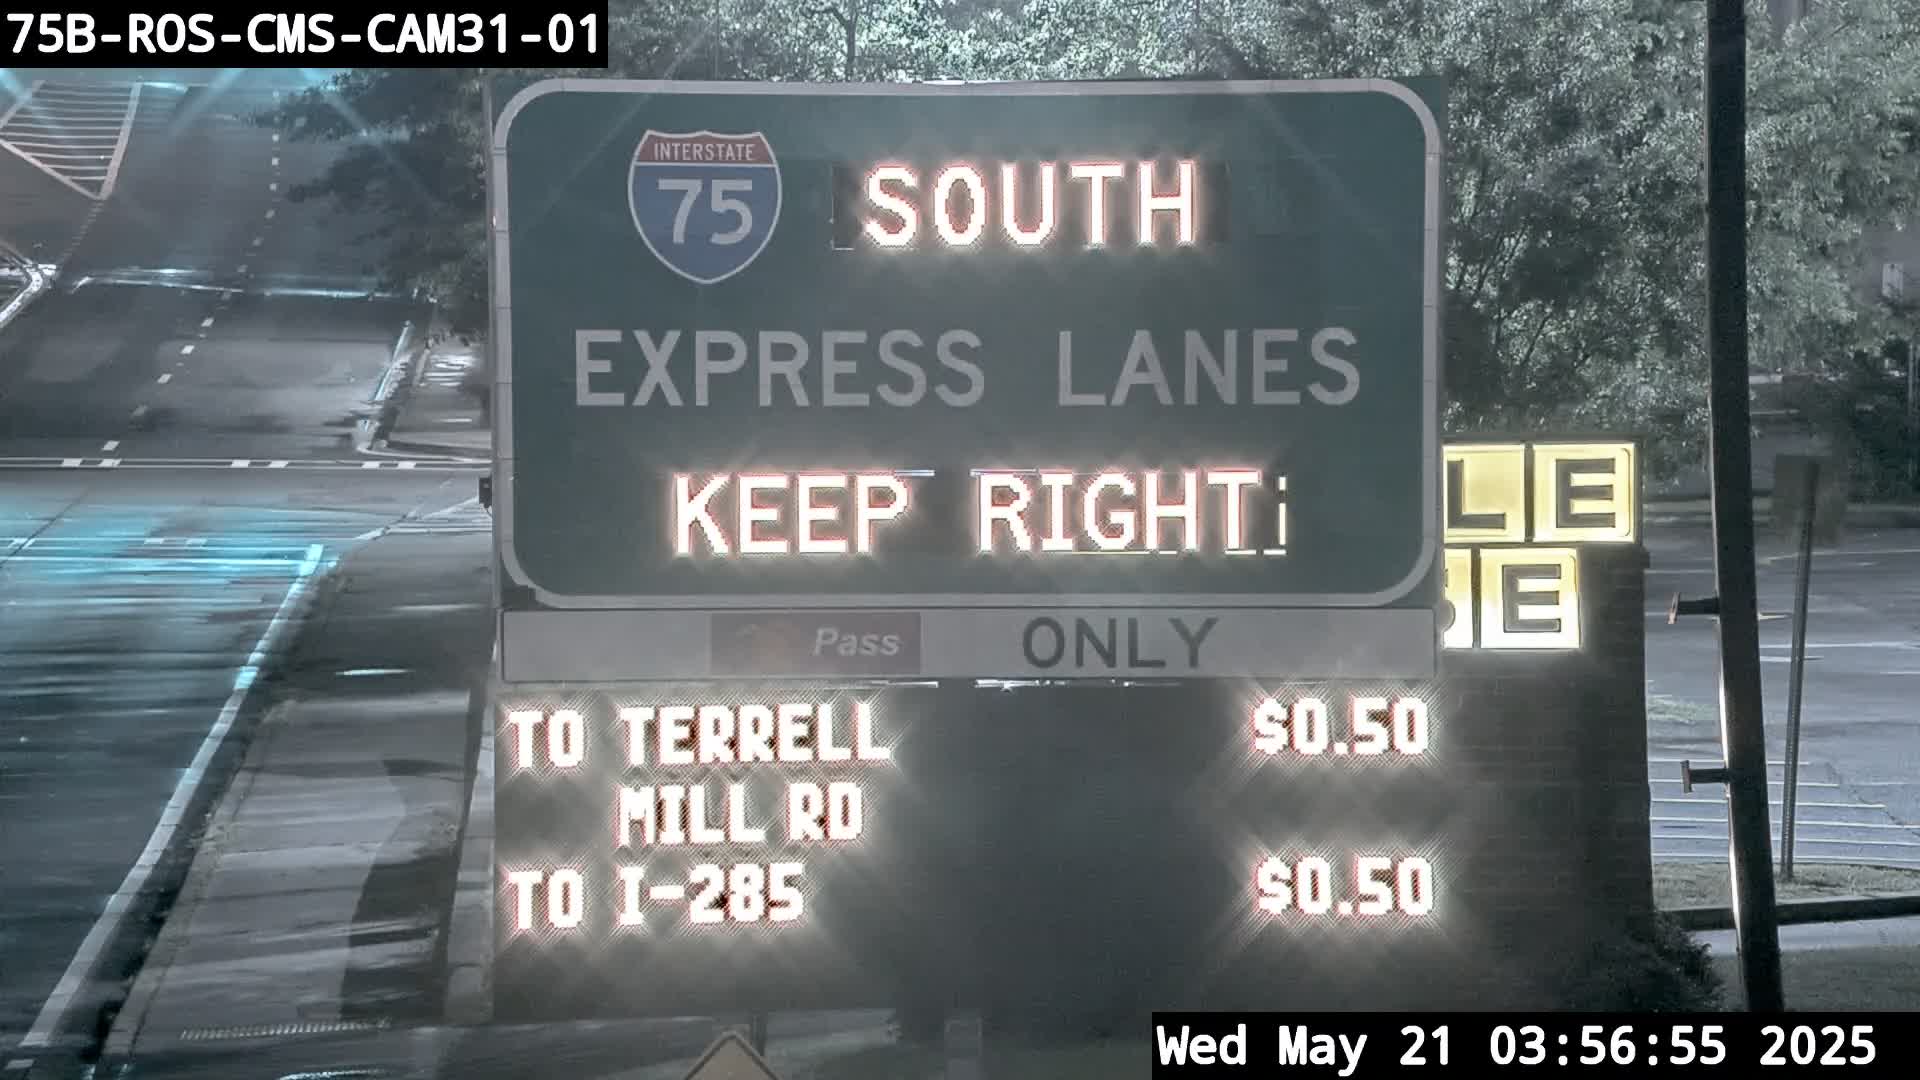 75B-ROS-CMS-CAM31-01
INTERSTATE
75
SOUTH
EXPRESS LANES
KEEP RIGHT
LE
E
Pass ONLY
TO TERRELL $0.50
MILL RD
TO I-285 $0.50
Wed May 21 03:56:55 2025